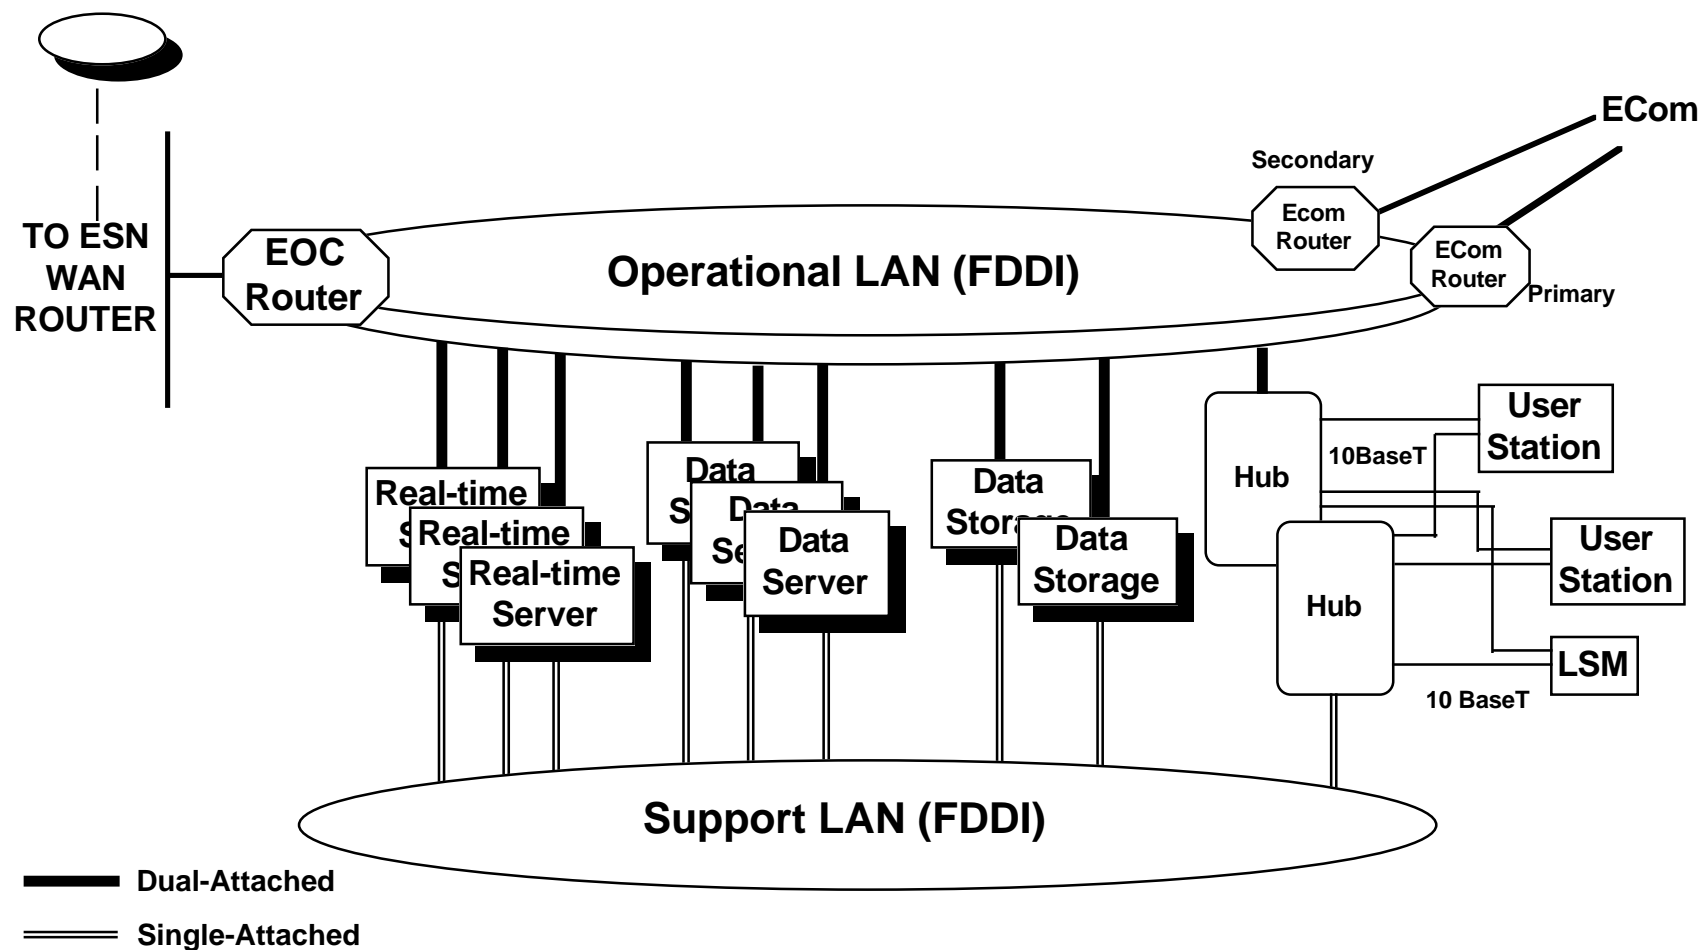 ECom
Secondary
Ecom
Router
ECom
Router
Primary
TO ESN
WAN
ROUTER
EOC
Router
Operational LAN (FDDI)
Real-time
S
Real-time
S
Real-time
Server
Data
S
Data
Se
Data
Server
Data
Storage
Data
Storage
Hub
Hub
10BaseT
User
Station
User
Station
LSM
10 BaseT
Support LAN (FDDI)
Dual-Attached
Single-Attached